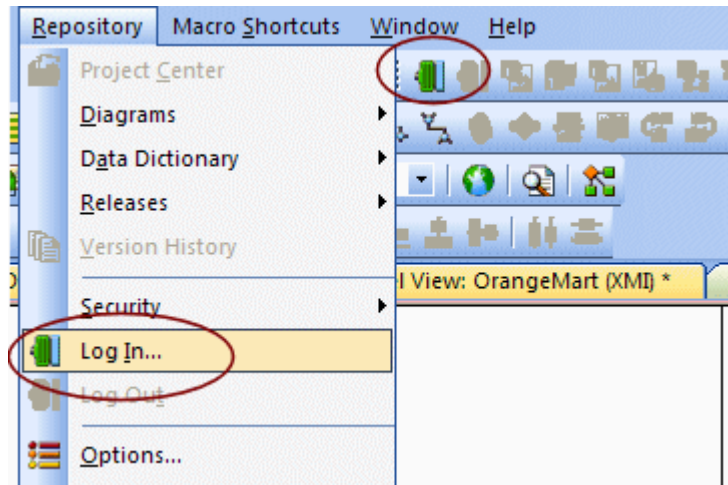 Repository Macro Shortcuts Window Help
Project Center
Diagrams
Data Dictionary
Releases
Version History
l View: OrangeMart (XMI) *
Security
Log In...
Log Out
Options...